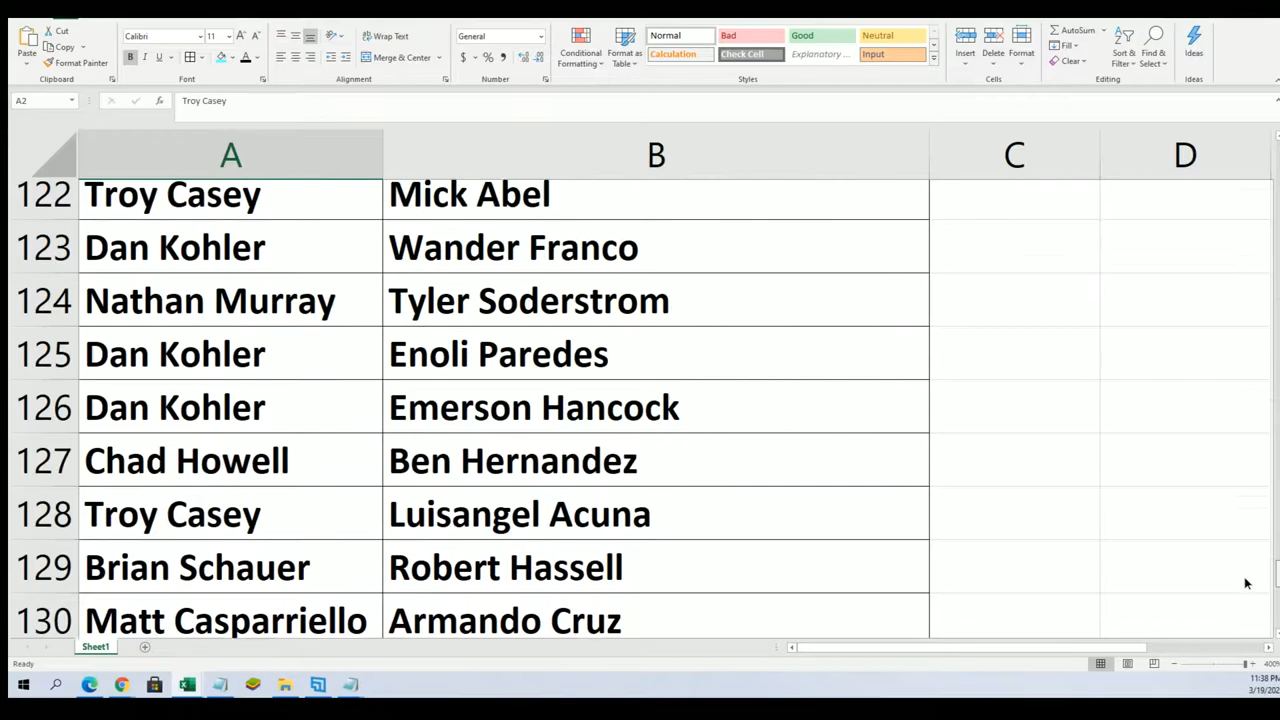 Cut
Copy
Format Painter
Paste
Clipboard
Calibri
11
B I U
Font
Wrap Text
Merge & Center
Alignment
General
$ % ,
Number
Conditional Formatting
Format as Table
Normal
Bad
Good
Neutral
Calculation
Check Cell
Explanatory ...
Input
Styles
Insert
Delete
Format
Cells
AutoSum
Fill
Clear
Sort & Filter
Find & Select
Editing
Ideas
Ideas
A2
fx
Troy Casey
A B C D
122 Troy Casey Mick Abel
123 Dan Kohler Wander Franco
124 Nathan Murray Tyler Soderstrom
125 Dan Kohler Enoli Paredes
126 Dan Kohler Emerson Hancock
127 Chad Howell Ben Hernandez
128 Troy Casey Luisangel Acuna
129 Brian Schauer Robert Hassell
130 Matt Casparriello Armando Cruz
Sheet1
Ready
400%
11:38 PM